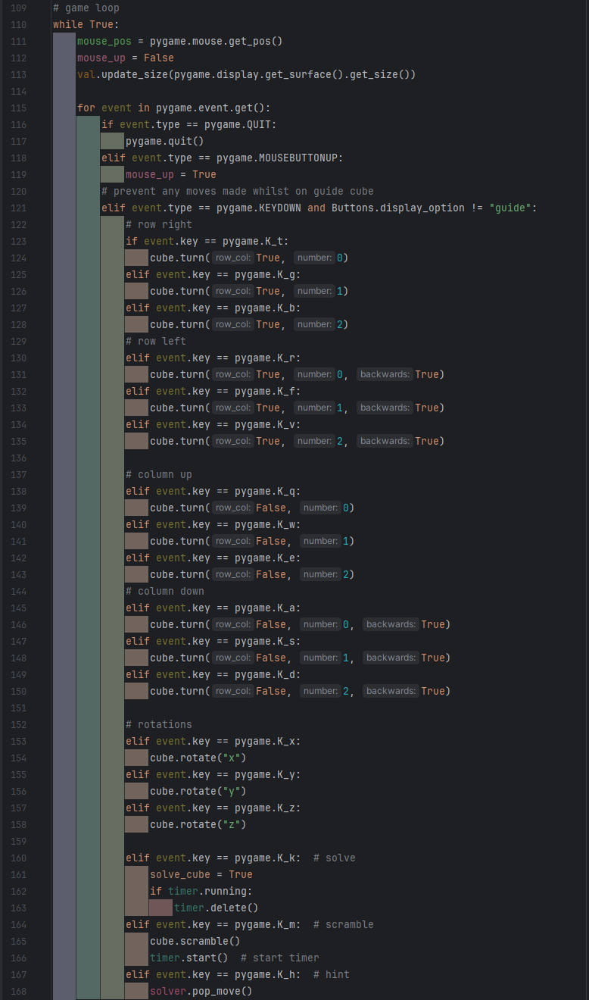 109 # game loop
110 while True:
111     mouse_pos = pygame.mouse.get_pos()
112     mouse_up = False
113     val.update_size(pygame.display.get_surface().get_size())
114
115     for event in pygame.event.get():
116         if event.type == pygame.QUIT:
117             pygame.quit()
118         elif event.type == pygame.MOUSEBUTTONUP:
119             mouse_up = True
120         # prevent any moves made whilst on guide cube
121         elif event.type == pygame.KEYDOWN and Buttons.display_option != "guide":
122             # row right
123             if event.key == pygame.K_t:
124                 cube.turn(row_col: True, number: 0)
125             elif event.key == pygame.K_g:
126                 cube.turn(row_col: True, number: 1)
127             elif event.key == pygame.K_b:
128                 cube.turn(row_col: True, number: 2)
129             # row left
130             elif event.key == pygame.K_r:
131                 cube.turn(row_col: True, number: 0, backwards: True)
132             elif event.key == pygame.K_f:
133                 cube.turn(row_col: True, number: 1, backwards: True)
134             elif event.key == pygame.K_v:
135                 cube.turn(row_col: True, number: 2, backwards: True)
136
137             # column up
138             elif event.key == pygame.K_q:
139                 cube.turn(row_col: False, number: 0)
140             elif event.key == pygame.K_w:
141                 cube.turn(row_col: False, number: 1)
142             elif event.key == pygame.K_e:
143                 cube.turn(row_col: False, number: 2)
144             # column down
145             elif event.key == pygame.K_a:
146                 cube.turn(row_col: False, number: 0, backwards: True)
147             elif event.key == pygame.K_s:
148                 cube.turn(row_col: False, number: 1, backwards: True)
149             elif event.key == pygame.K_d:
150                 cube.turn(row_col: False, number: 2, backwards: True)
151
152             # rotations
153             elif event.key == pygame.K_x:
154                 cube.rotate("x")
155             elif event.key == pygame.K_y:
156                 cube.rotate("y")
157             elif event.key == pygame.K_z:
158                 cube.rotate("z")
159
160             elif event.key == pygame.K_k:  # solve
161                 solve_cube = True
162                 if timer.running:
163                     timer.delete()
164             elif event.key == pygame.K_m:  # scramble
165                 cube.scramble()
166                 timer.start()  # start timer
167             elif event.key == pygame.K_h:  # hint
168                 solver.pop_move()